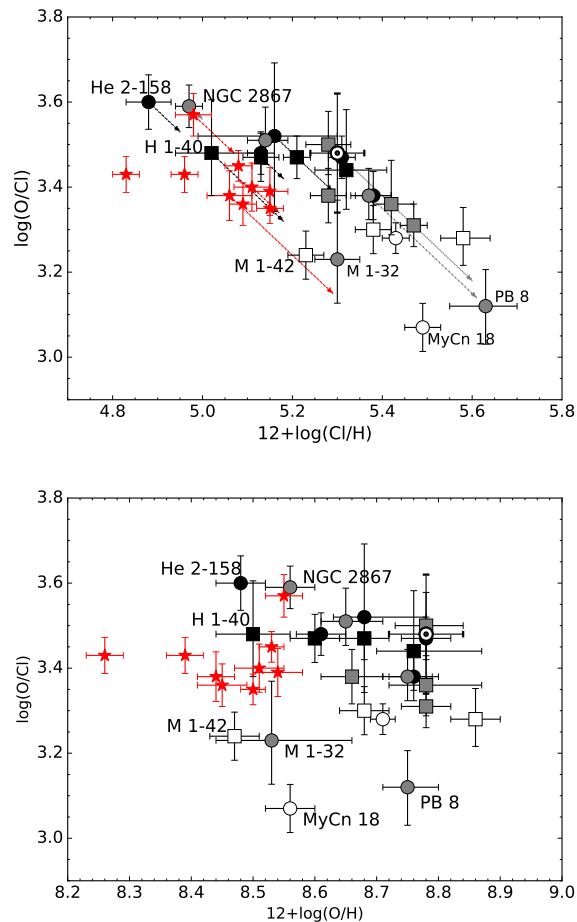 3.8
3.6
3.4
3.2
3.0
log(O/Cl)
He 2-158
NGC 2867
H 1-40
M 1-42
M 1-32
PB 8
MyCn 18
4.8 5.0 5.2 5.4 5.6 5.8
12+log(Cl/H)
3.8
3.6
3.4
3.2
3.0
log(O/Cl)
He 2-158
NGC 2867
H 1-40
M 1-42
M 1-32
PB 8
MyCn 18
8.2 8.3 8.4 8.5 8.6 8.7 8.8 8.9 9.0
12+log(O/H)